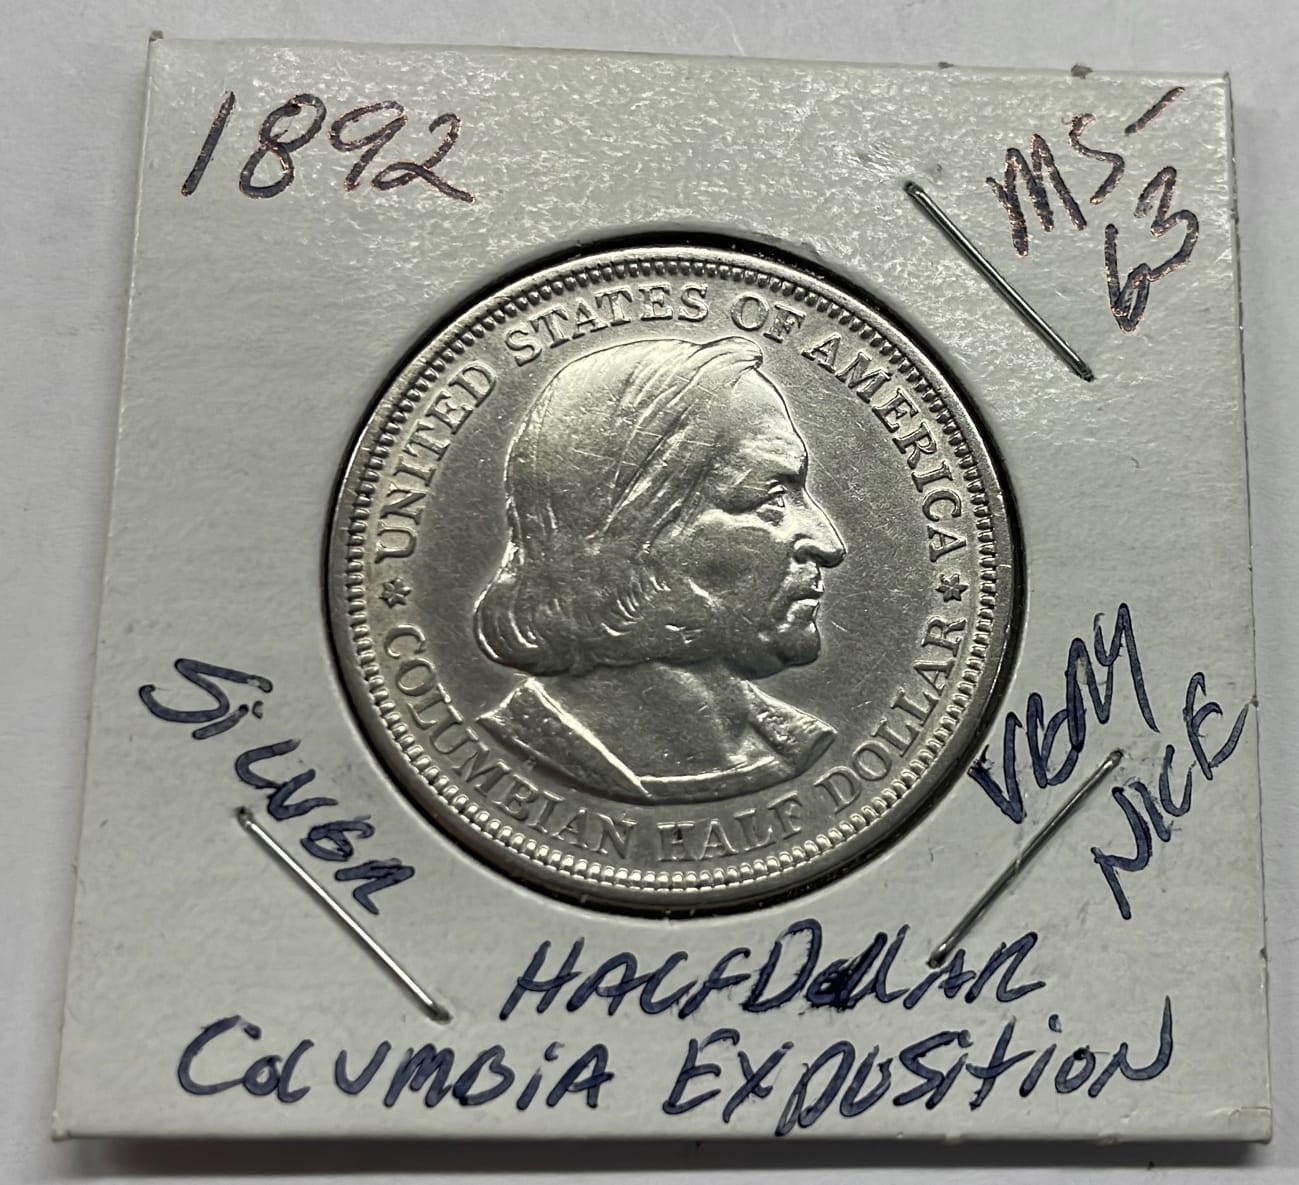 1892
MS-
63
UNITED STATES OF AMERICA
COLUMBIAN HALF DOLLAR
SiLVER
VERY
NICE
HALF DollAR
COLUMBiA EXPOSitiON